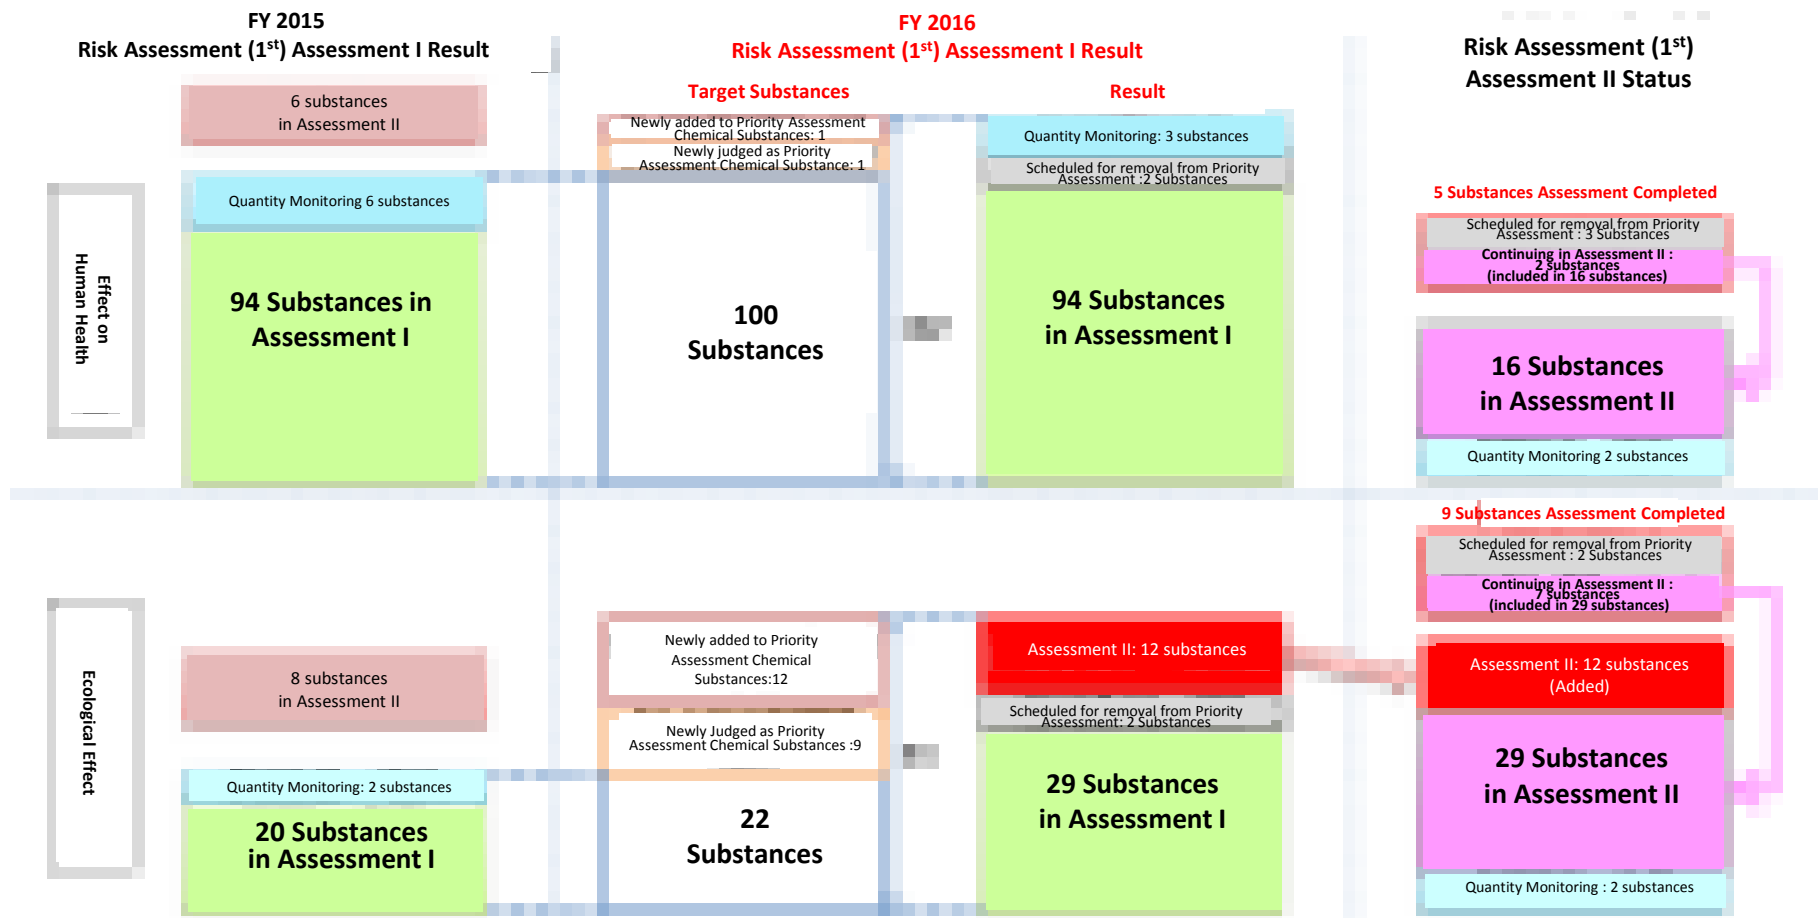 FY 2015
Risk Assessment (1st) Assessment I Result
6 substances
in Assessment II
Quantity Monitoring 6 substances
94 Substances in
Assessment I
Effect on
Human Health
FY 2016
Risk Assessment (1st) Assessment I Result
Target Substances
Newly added to Priority Assessment
Chemical Substances: 1
Newly judged as Priority
Assessment Chemical Substance: 1
100
Substances
Result
Quantity Monitoring: 3 substances
Scheduled for removal from Priority
Assessment :2 Substances
94 Substances
in Assessment I
Risk Assessment (1st)
Assessment II Status
5 Substances Assessment Completed
Scheduled for removal from Priority
Assessment : 3 Substances
Continuing in Assessment II :
2 substances
(included in 16 substances)
16 Substances
in Assessment II
Quantity Monitoring 2 substances
Ecological Effect
8 substances
in Assessment II
Quantity Monitoring: 2 substances
20 Substances
in Assessment I
Newly added to Priority
Assessment Chemical
Substances:12
Newly Judged as Priority
Assessment Chemical Substances :9
22
Substances
Assessment II: 12 substances
Scheduled for removal from Priority
Assessment: 2 Substances
29 Substances
in Assessment I
9 Substances Assessment Completed
Scheduled for removal from Priority
Assessment : 2 Substances
Continuing in Assessment II :
7 substances
(included in 29 substances)
Assessment II: 12 substances
(Added)
29 Substances
in Assessment II
Quantity Monitoring : 2 substances